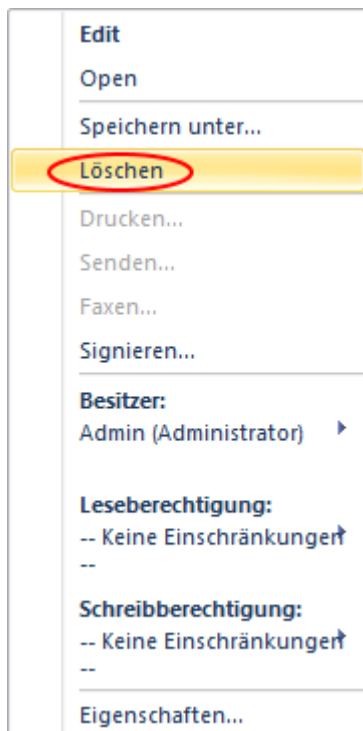 Edit
Open
Speichern unter...
Löschen
Drucken...
Senden...
Faxen...
Signieren...
Besitzer:
Admin (Administrator)
Leseberechtigung:
-- Keine Einschränkungen
--
Schreibberechtigung:
-- Keine Einschränkungen
--
Eigenschaften...